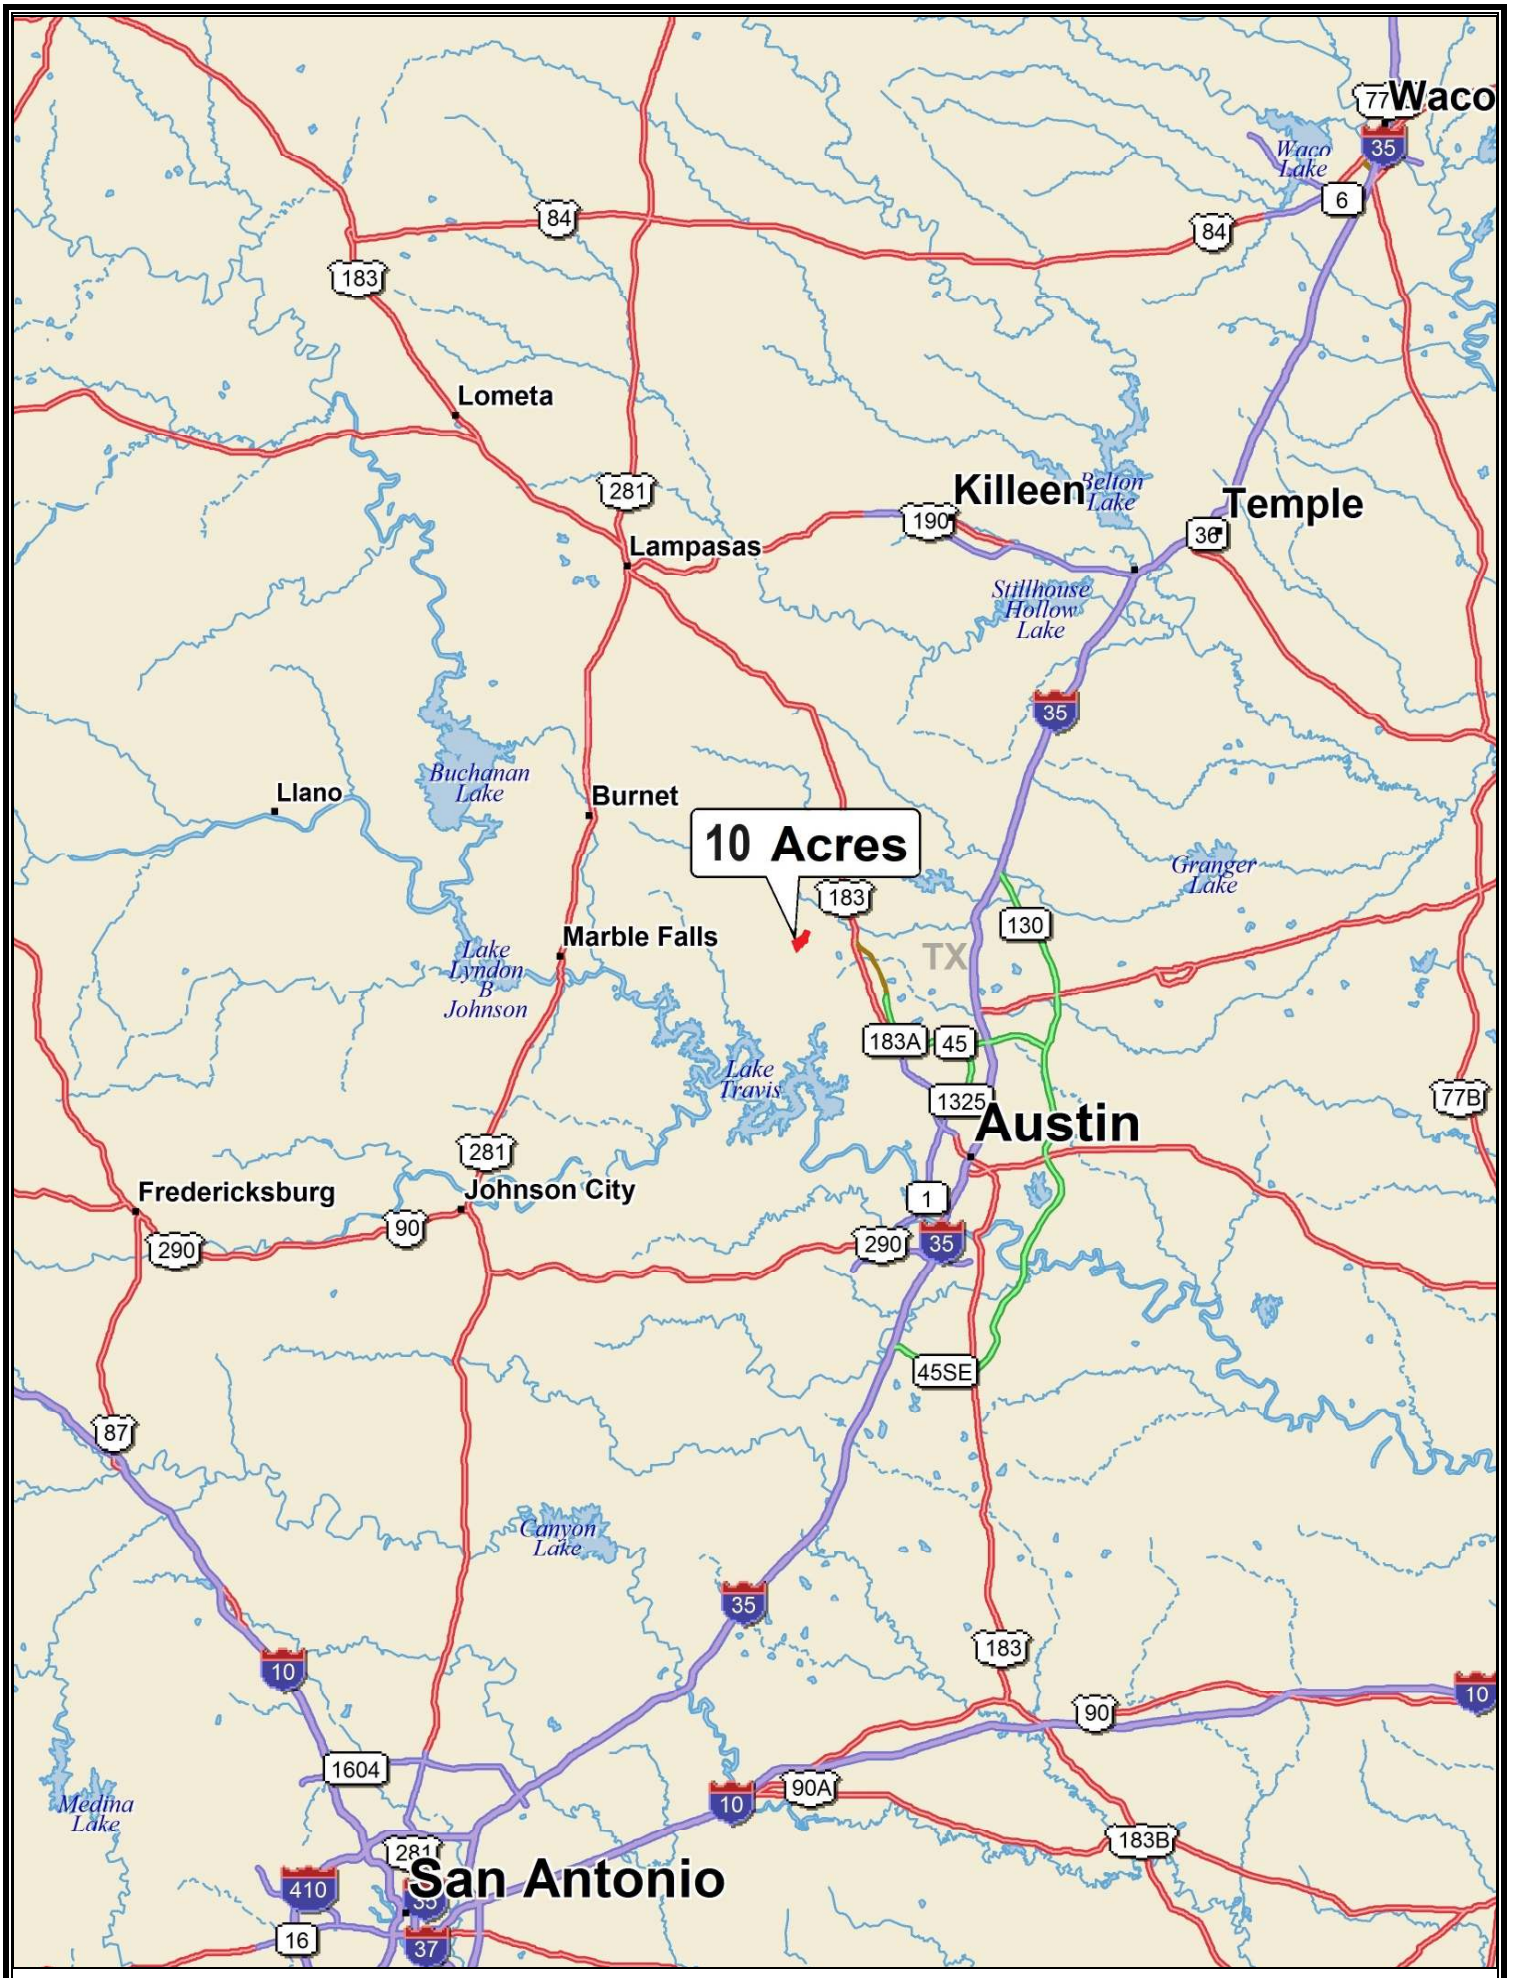 77
Waco
35
Waco
Lake
6
84
84
183
Lometa
281
Killeen
Belton
Lake
190
Temple
36
Lampasas
Stillhouse
Hollow
Lake
35
Buchanan
Lake
Llano
Burnet
10 Acres
Granger
Lake
183
130
Marble Falls
TX
Lake
Lyndon
B
Johnson
183A
45
Lake
Travis
1325
77B
Austin
281
Fredericksburg
Johnson City
1
90
290
290
35
45SE
87
Canyon
Lake
35
183
10
10
90
1604
90A
10
Medina
Lake
183B
281
San Antonio
410
35
16
37